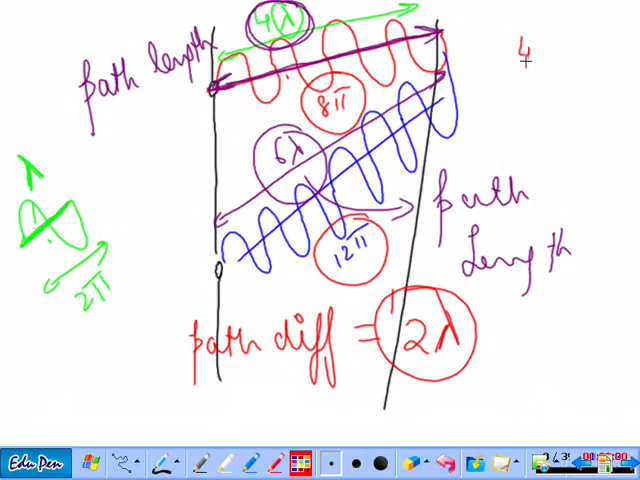 4λ
4
path length
8π
6λ
λ
path
Length
12π
2π
path diff = 2λ
Edu Pen